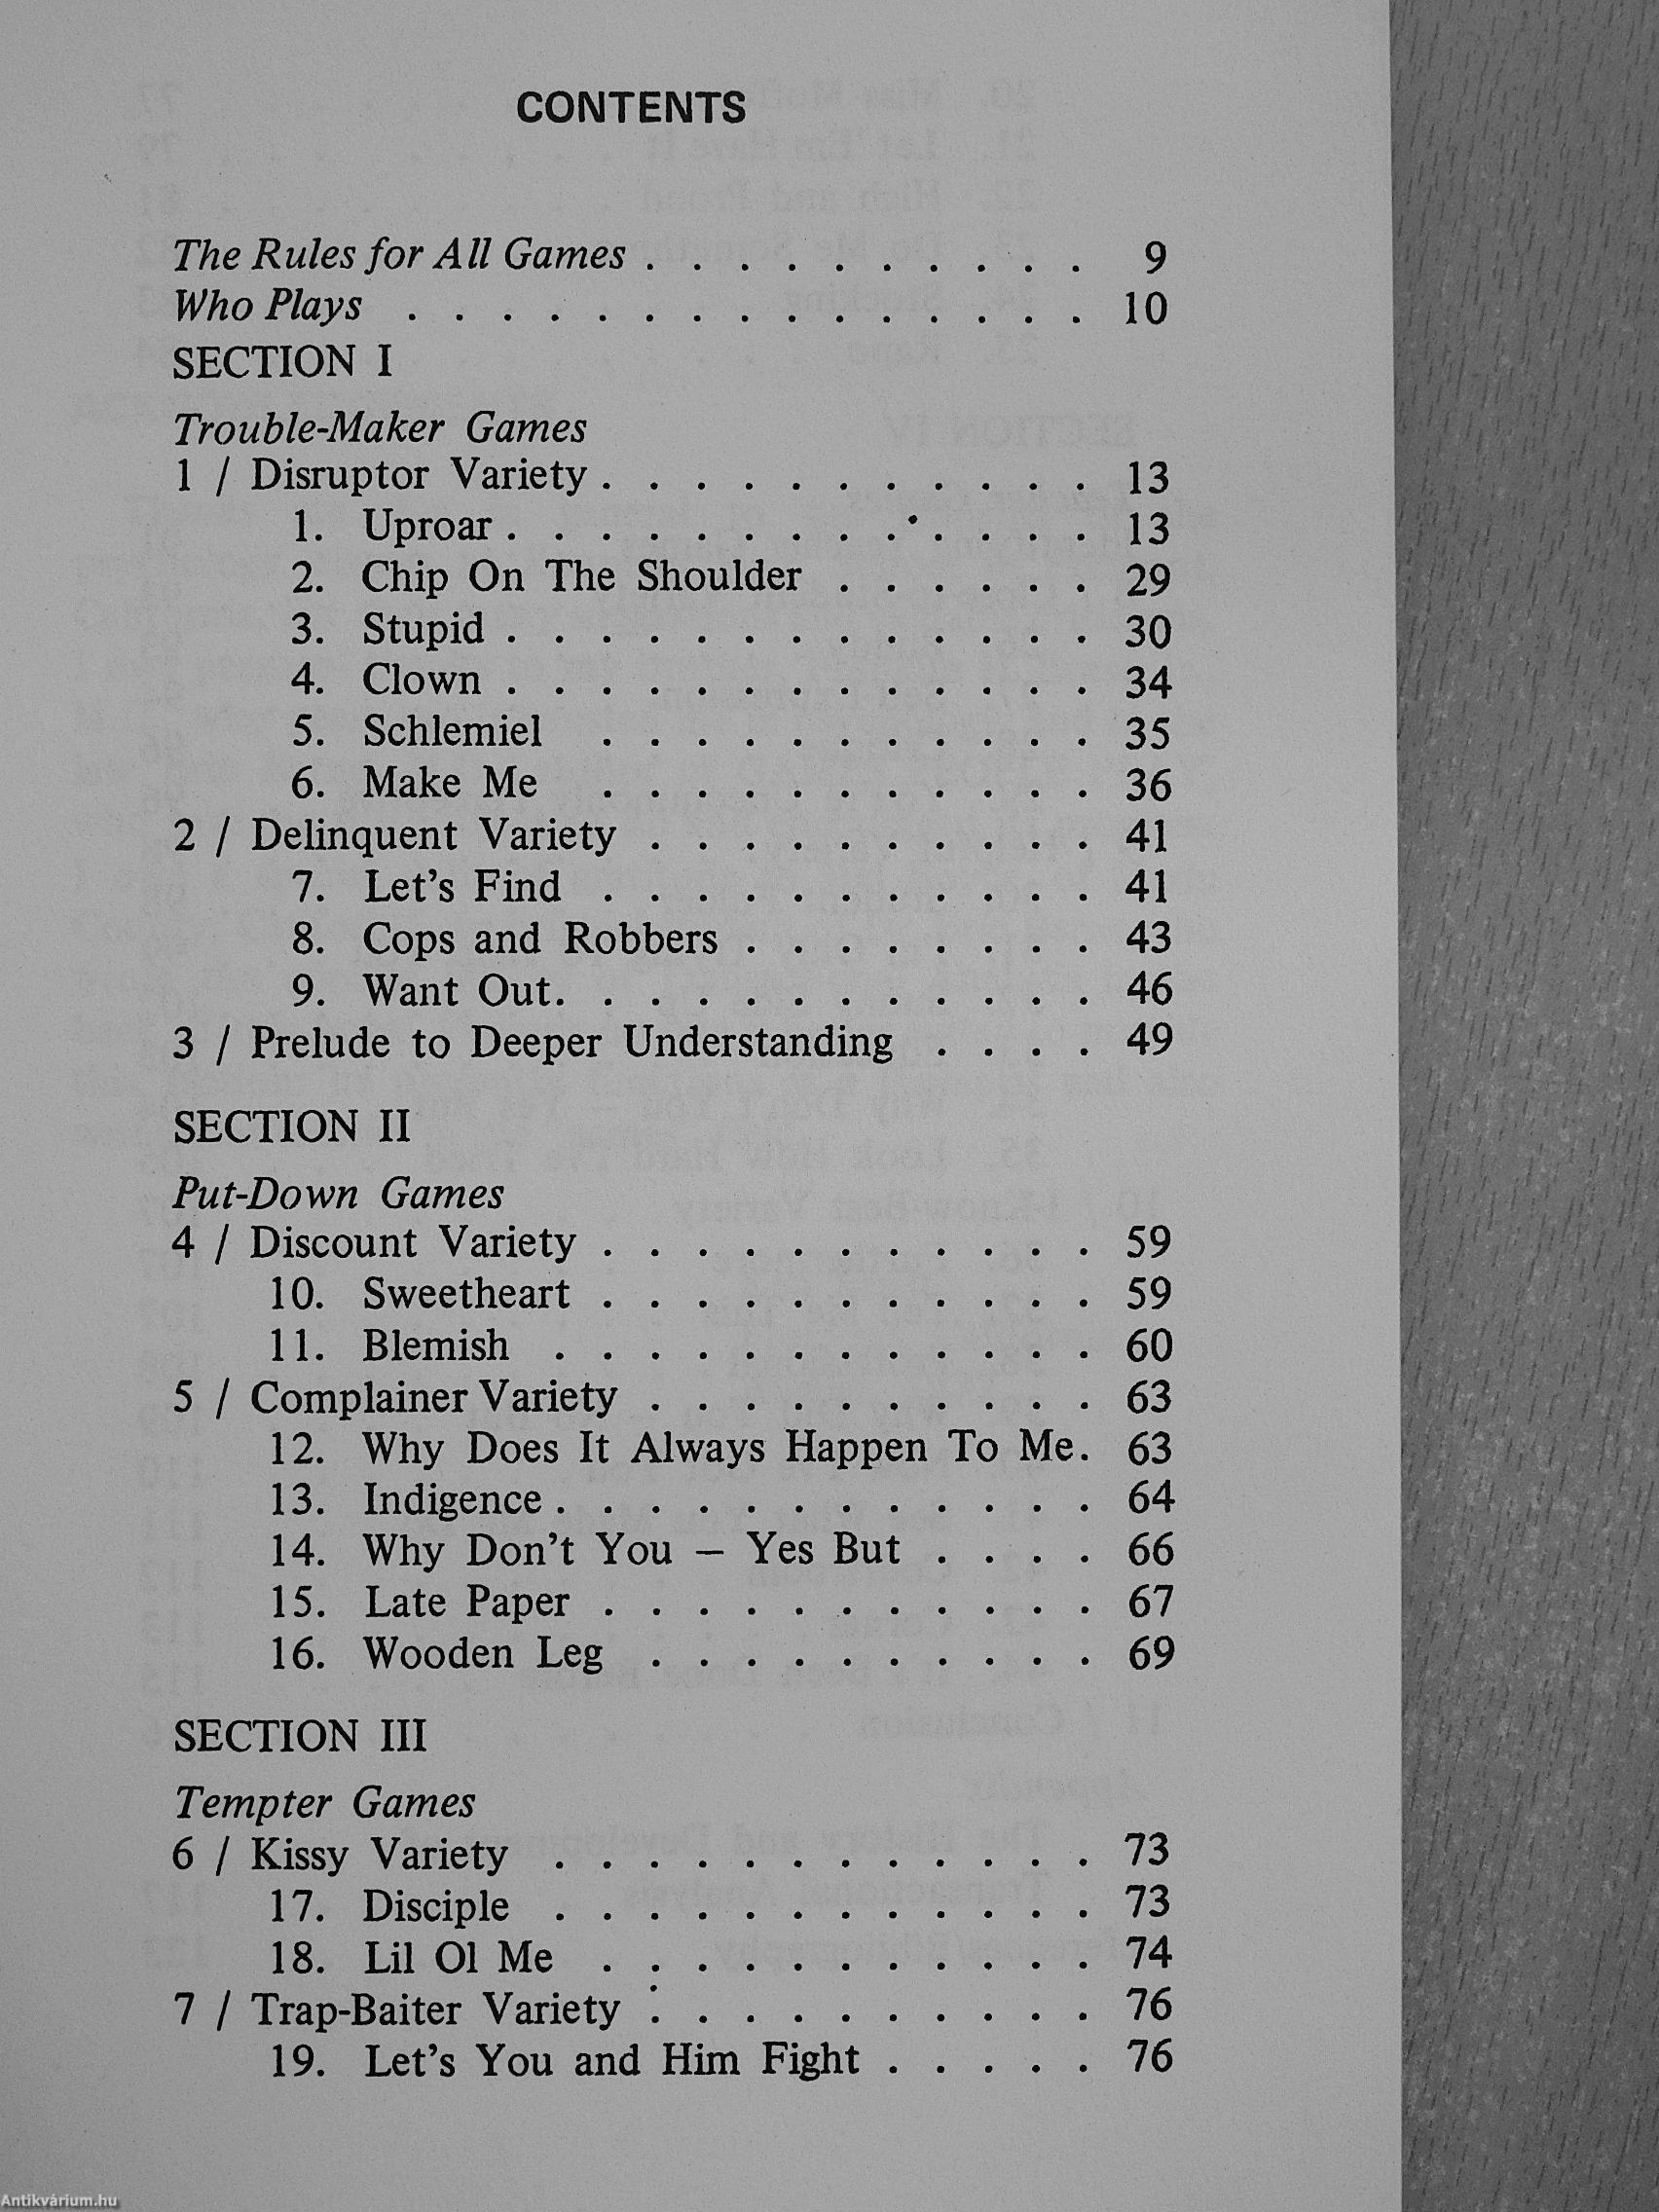 CONTENTS
The Rules for All Games . . . . . . . . . . 9
Who Plays . . . . . . . . . . . . . . . 10
SECTION I
Trouble-Maker Games
1 / Disruptor Variety . . . . . . . . . . . 13
1. Uproar . . . . . . . . . . . . . 13
2. Chip On The Shoulder . . . . . . 29
3. Stupid . . . . . . . . . . . . . 30
4. Clown . . . . . . . . . . . . . 34
5. Schlemiel . . . . . . . . . . . 35
6. Make Me . . . . . . . . . . . 36
2 / Delinquent Variety . . . . . . . . . . 41
7. Let's Find . . . . . . . . . . . 41
8. Cops and Robbers . . . . . . . . 43
9. Want Out . . . . . . . . . . . . 46
3 / Prelude to Deeper Understanding . . . . 49
SECTION II
Put-Down Games
4 / Discount Variety . . . . . . . . . . . 59
10. Sweetheart . . . . . . . . . . . 59
11. Blemish . . . . . . . . . . . . 60
5 / Complainer Variety . . . . . . . . . . 63
12. Why Does It Always Happen To Me . 63
13. Indigence . . . . . . . . . . . . 64
14. Why Don't You – Yes But . . . . 66
15. Late Paper . . . . . . . . . . . 67
16. Wooden Leg . . . . . . . . . . 69
SECTION III
Tempter Games
6 / Kissy Variety . . . . . . . . . . . . 73
17. Disciple . . . . . . . . . . . . 73
18. Lil Ol Me . . . . . . . . . . . 74
7 / Trap-Baiter Variety . . . . . . . . . . 76
19. Let's You and Him Fight . . . . . 76
Antikvárium.hu